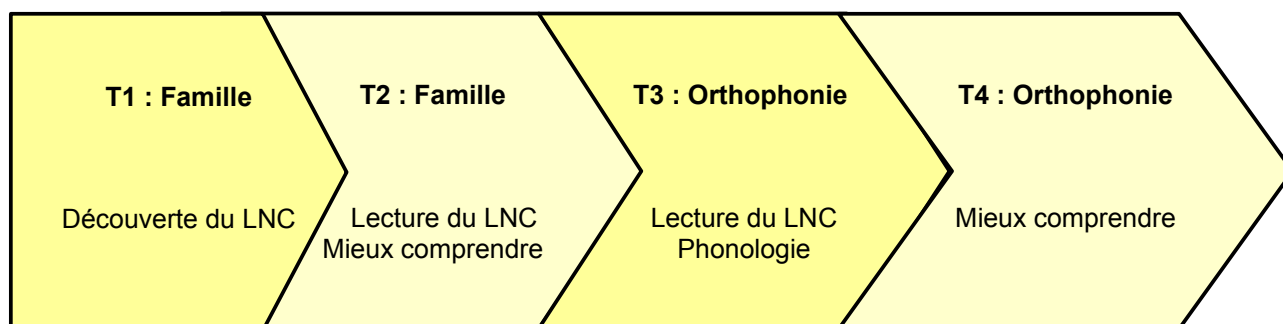 T1 : Famille
Découverte du LNC
T2 : Famille
Lecture du LNC
Mieux comprendre
T3 : Orthophonie
Lecture du LNC
Phonologie
T4 : Orthophonie
Mieux comprendre